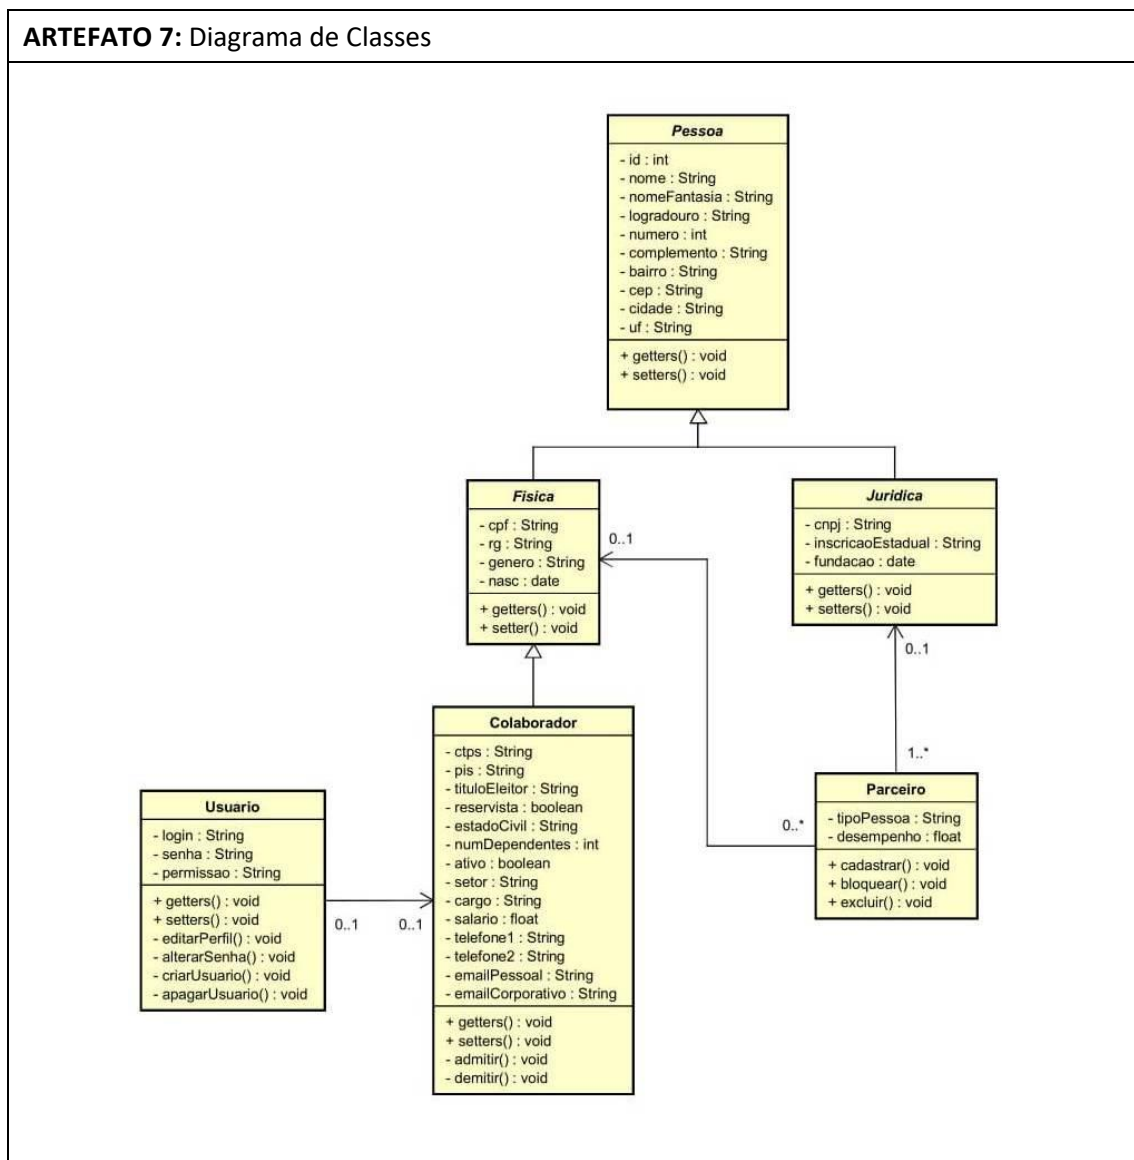 ARTEFATO 7: Diagrama de Classes
Pessoa
- id : int
- nome : String
- nomeFantasia : String
- logradouro : String
- numero : int
- complemento : String
- bairro : String
- cep : String
- cidade : String
- uf : String
+ getters() : void
+ setters() : void
Fisica
- cpf : String
- rg : String
- genero : String
- nasc : date
+ getters() : void
+ setter() : void
0..1
Juridica
- cnpj : String
- inscricaoEstadual : String
- fundacao : date
+ getters() : void
+ setters() : void
0..1
1..*
Colaborador
- ctps : String
- pis : String
- tituloEleitor : String
- reservista : boolean
- estadoCivil : String
- numDependentes : int
- ativo : boolean
- setor : String
- cargo : String
- salario : float
- telefone1 : String
- telefone2 : String
- emailPessoal : String
- emailCorporativo : String
+ getters() : void
+ setters() : void
- admitir() : void
- demitir() : void
Usuario
- login : String
- senha : String
- permissao : String
+ getters() : void
+ setters() : void
- editarPerfil() : void
- alterarSenha() : void
- criarUsuario() : void
- apagarUsuario() : void
0..1
0..1
0..*
Parceiro
- tipoPessoa : String
- desempenho : float
+ cadastrar() : void
+ bloquear() : void
+ excluir() : void